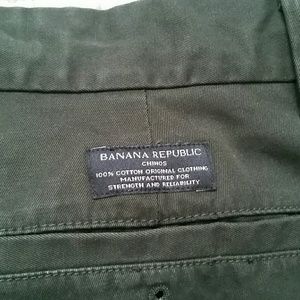 BANANA REPUBLIC
CHINOS
100% COTTON ORIGINAL CLOTHING
MANUFACTURED FOR
STRENGTH AND RELIABILITY